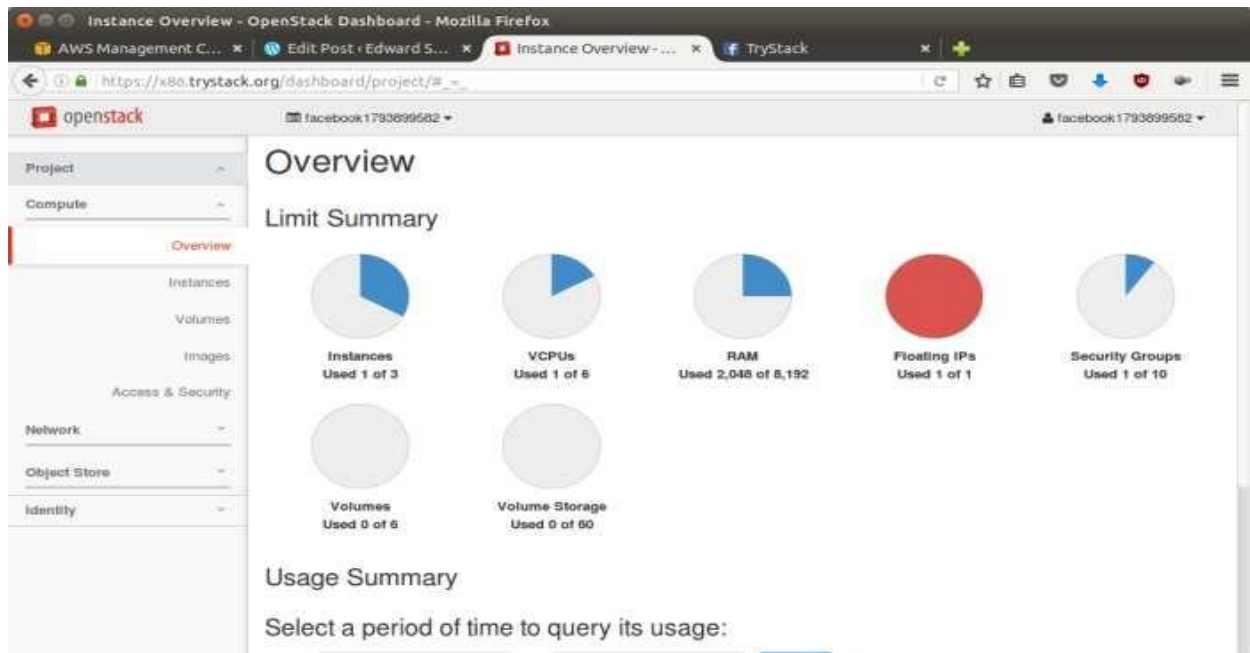 Instance Overview - OpenStack Dashboard - Mozilla Firefox
AWS Management C... × Edit Post ‹ Edward S... × Instance Overview - ... × TryStack ×
https://x86.trystack.org/dashboard/project/#_=_
openstack facebook1793899582 facebook1793899582
Project
Compute
Overview
Instances
Volumes
Images
Access & Security
Network
Object Store
Identity
Overview
Limit Summary
Instances
Used 1 of 3
VCPUs
Used 1 of 6
RAM
Used 2,048 of 8,192
Floating IPs
Used 1 of 1
Security Groups
Used 1 of 10
Volumes
Used 0 of 6
Volume Storage
Used 0 of 60
Usage Summary
Select a period of time to query its usage: